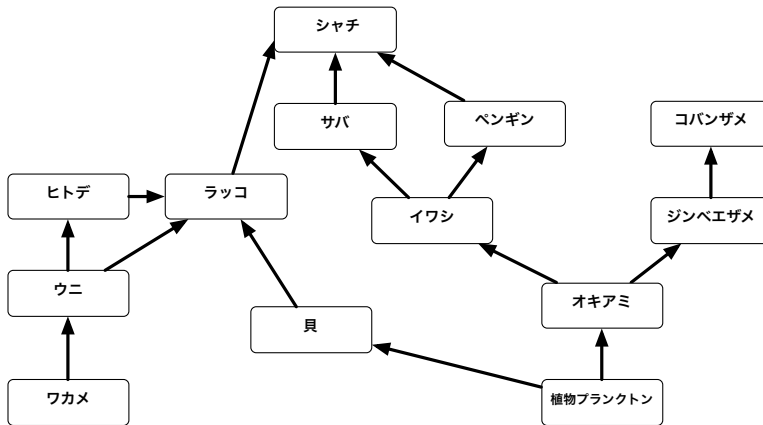 シャチ
サバ
ペンギン
コバンザメ
ヒトデ
ラッコ
イワシ
ジンベエザメ
ウニ
オキアミ
貝
ワカメ
植物プランクトン